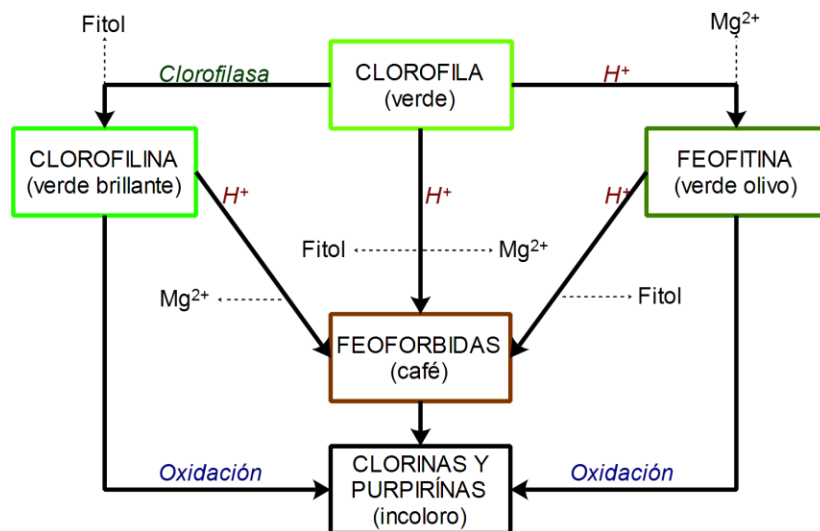 Fitol
Mg²⁺
Clorofilasa
CLOROFILA
(verde)
H⁺
CLOROFILINA
(verde brillante)
FEOFITINA
(verde olivo)
H⁺
H⁺
H⁺
Fitol
Mg²⁺
Mg²⁺
Fitol
FEOFORBIDAS
(café)
Oxidación
CLORINAS Y
PURPIRÍNAS
(incoloro)
Oxidación